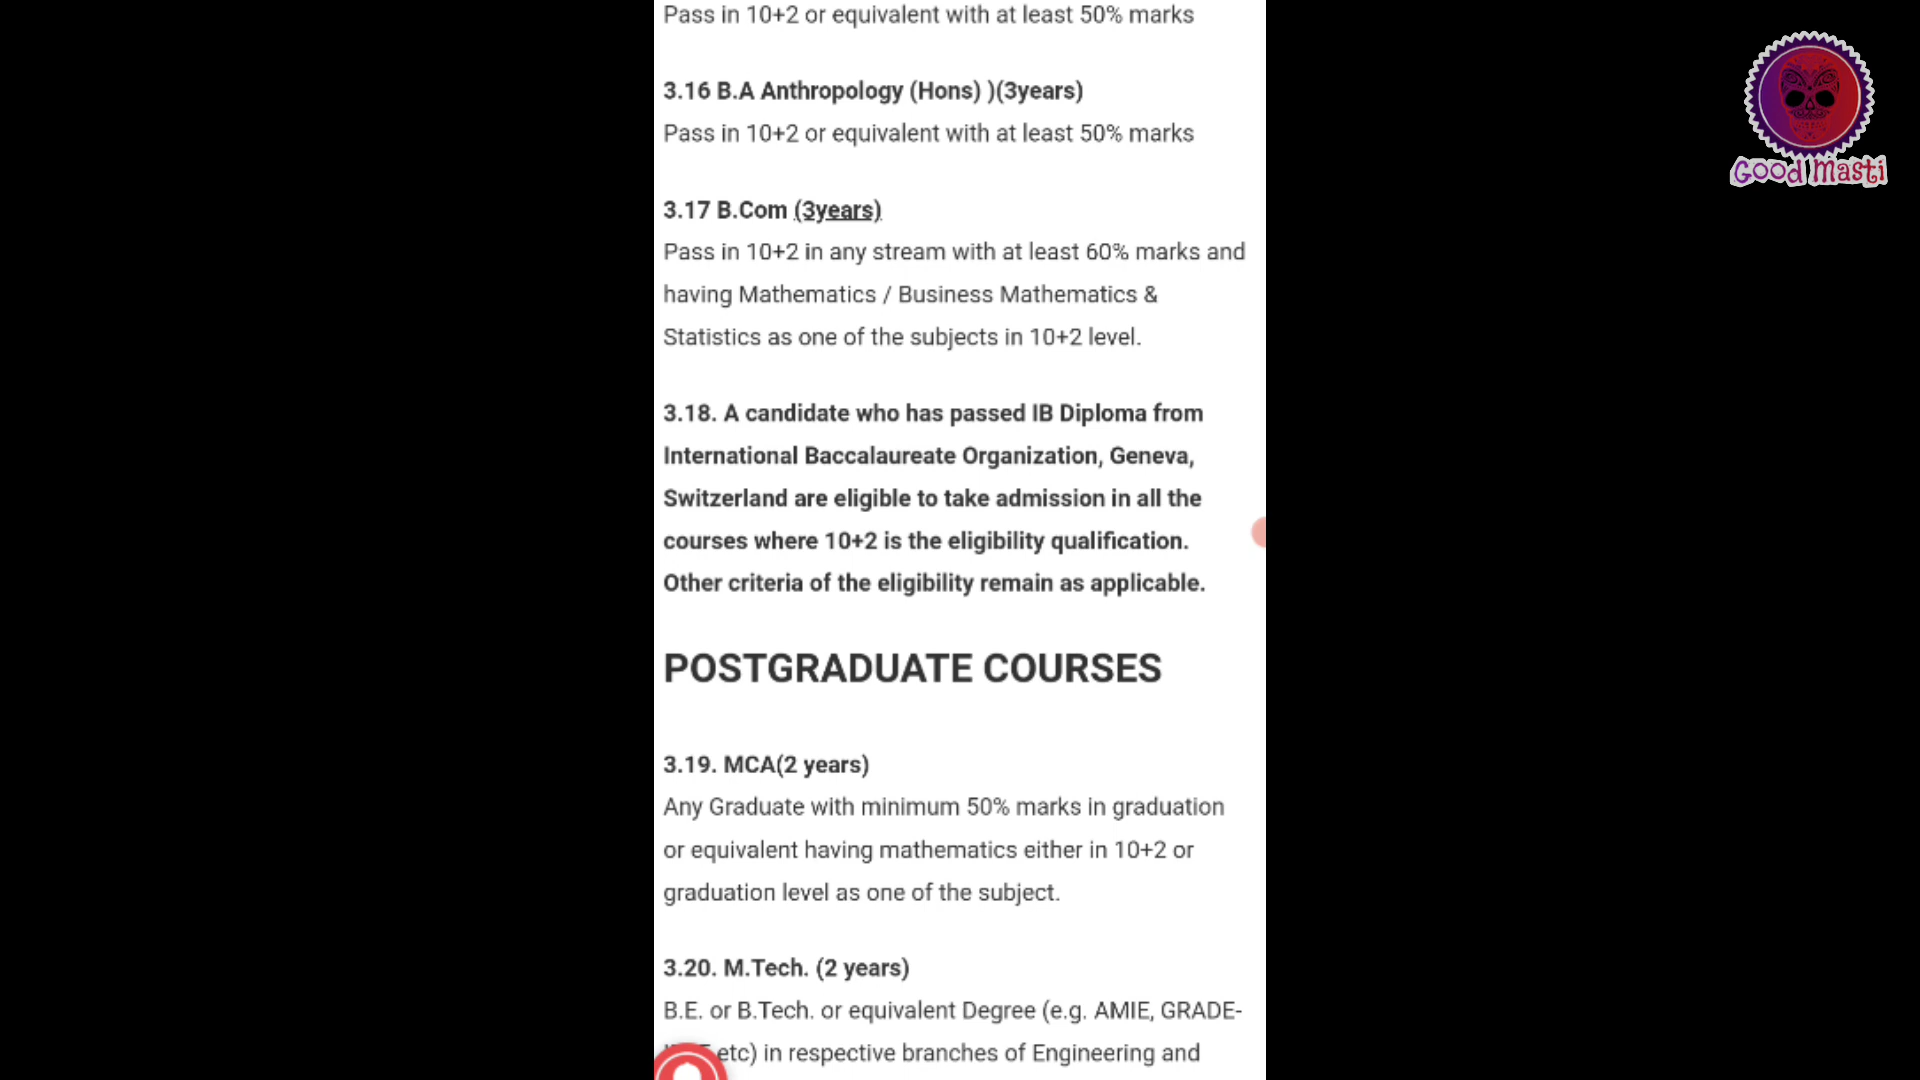 Pass in 10+2 or equivalent with at least 50% marks
3.16 B.A Anthropology (Hons) )(3years)
Pass in 10+2 or equivalent with at least 50% marks
3.17 B.Com (3years)
Pass in 10+2 in any stream with at least 60% marks and
having Mathematics / Business Mathematics &
Statistics as one of the subjects in 10+2 level.
3.18. A candidate who has passed IB Diploma from
International Baccalaureate Organization, Geneva,
Switzerland are eligible to take admission in all the
courses where 10+2 is the eligibility qualification.
Other criteria of the eligibility remain as applicable.
POSTGRADUATE COURSES
3.19. MCA(2 years)
Any Graduate with minimum 50% marks in graduation
or equivalent having mathematics either in 10+2 or
graduation level as one of the subject.
3.20. M.Tech. (2 years)
B.E. or B.Tech. or equivalent Degree (e.g. AMIE, GRADE-
etc) in respective branches of Engineering and
Good Masti